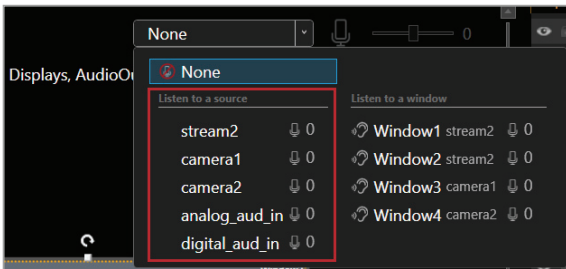 None
0
Displays, AudioOu
None
Listen to a source
stream2 0
camera1 0
camera2 0
analog_aud_in 0
digital_aud_in 0
Listen to a window
Window1 stream2 0
Window2 stream2 0
Window3 camera1 0
Window4 camera2 0